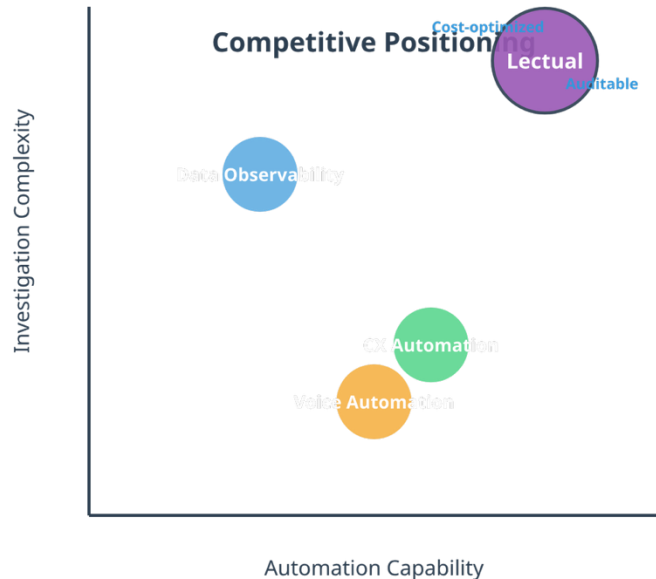 Cost-optimized
Competitive Positioning
Lectual
Auditable
Investigation Complexity
Data Observability
CX Automation
Voice Automation
Automation Capability